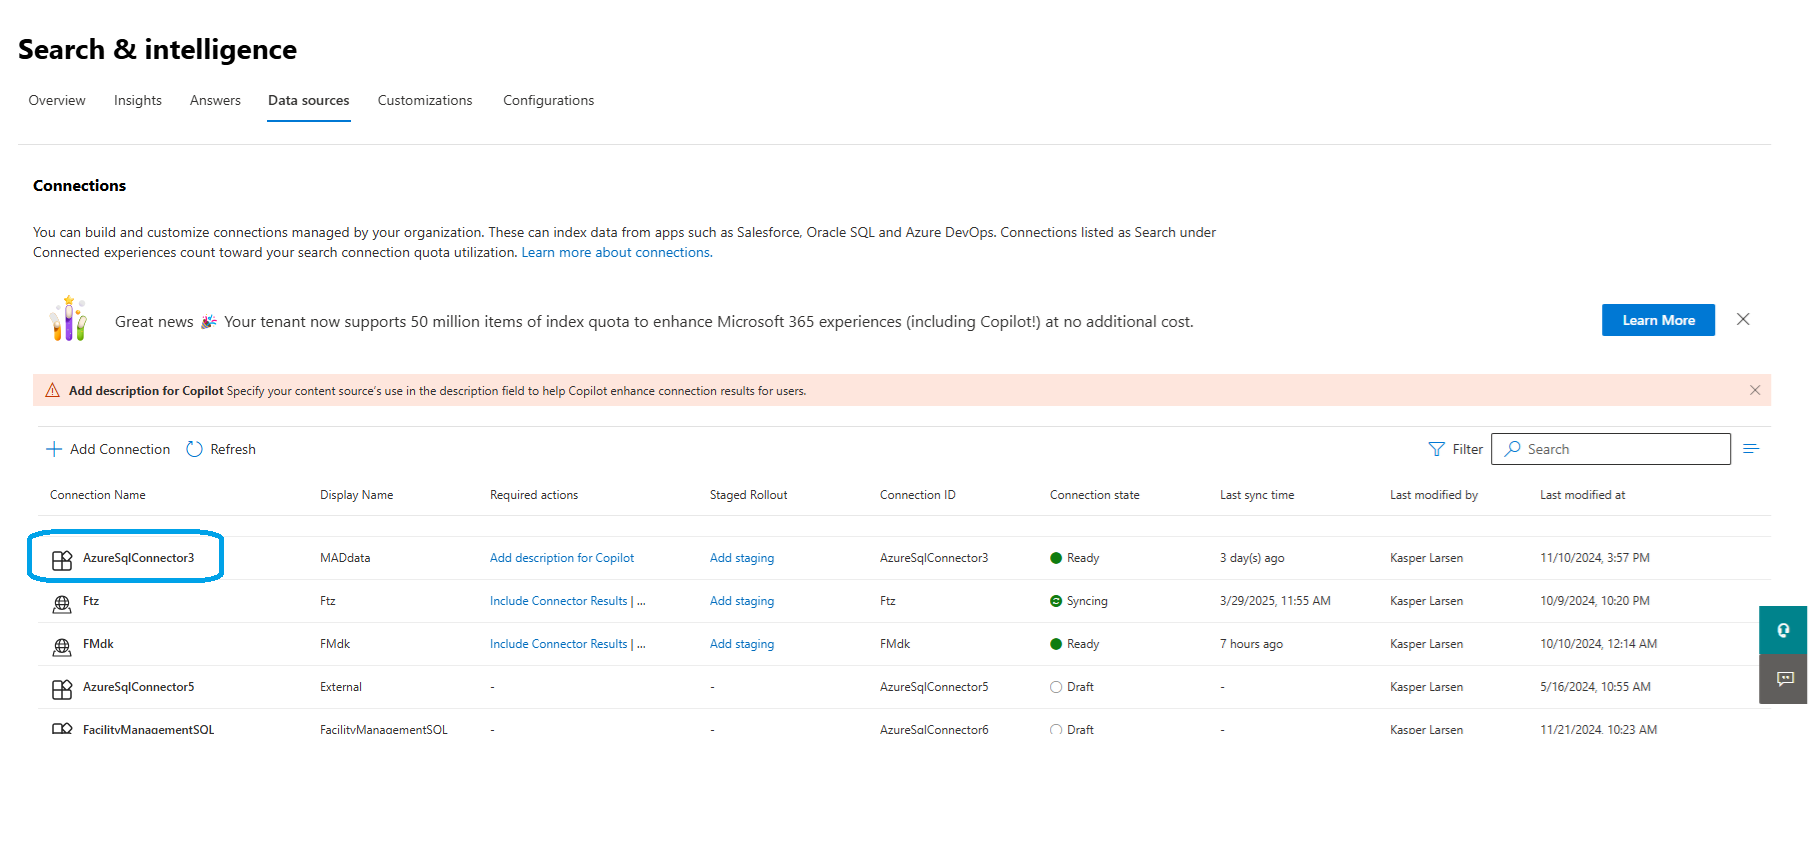 Search & intelligence
Overview Insights Answers Data sources Customizations Configurations
Connections
You can build and customize connections managed by your organization. These can index data from apps such as Salesforce, Oracle SQL and Azure DevOps. Connections listed as Search under
Connected experiences count toward your search connection quota utilization. Learn more about connections.
Great news 🎉 Your tenant now supports 50 million items of index quota to enhance Microsoft 365 experiences (including Copilot!) at no additional cost. Learn More
Add description for Copilot Specify your content source's use in the description field to help Copilot enhance connection results for users.
Add Connection Refresh Filter Search
Connection Name Display Name Required actions Staged Rollout Connection ID Connection state Last sync time Last modified by Last modified at
AzureSqlConnector3 MADdata Add description for Copilot Add staging AzureSqlConnector3 Ready 3 day(s) ago Kasper Larsen 11/10/2024, 3:57 PM
Ftz Ftz Include Connector Results | ... Add staging Ftz Syncing 3/29/2025, 11:55 AM Kasper Larsen 10/9/2024, 10:20 PM
FMdk FMdk Include Connector Results | ... Add staging FMdk Ready 7 hours ago Kasper Larsen 10/10/2024, 12:14 AM
AzureSqlConnector5 External - - AzureSqlConnector5 Draft - Kasper Larsen 5/16/2024, 10:55 AM
FacilityManagementSQL FacilityManagementSQL - - AzureSqlConnector6 Draft - Kasper Larsen 11/21/2024, 10:23 AM